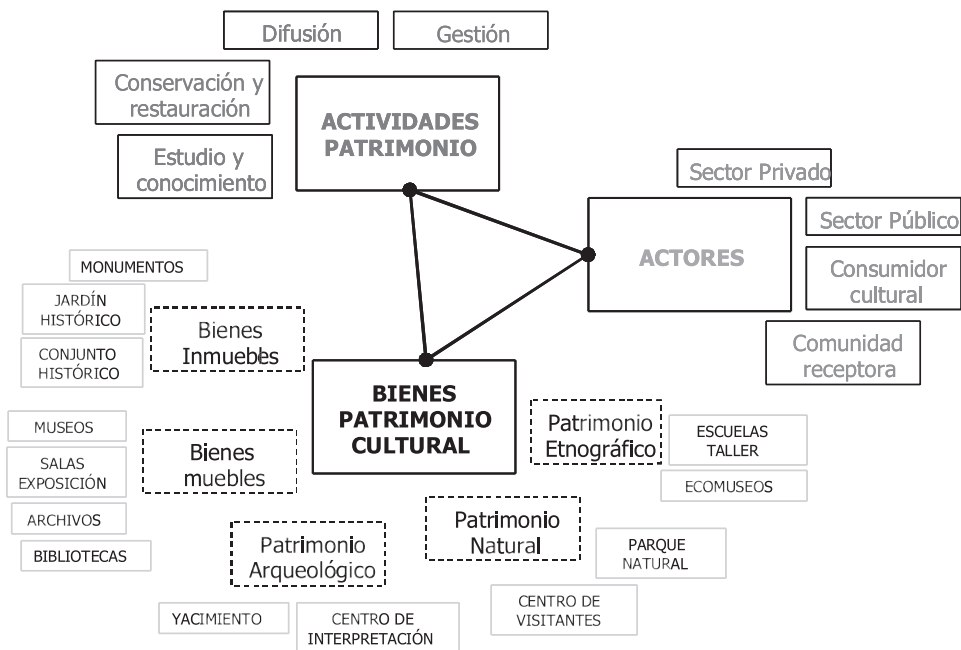 Difusión
Gestión
Conservación y
restauración
Estudio y
conocimiento
ACTIVIDADES
PATRIMONIO
Sector Privado
Sector Público
ACTORES
Consumidor
cultural
Comunidad
receptora
MONUMENTOS
JARDÍN
HISTÓRICO
CONJUNTO
HISTÓRICO
Bienes
Inmuebles
BIENES
PATRIMONIO
CULTURAL
MUSEOS
SALAS
EXPOSICIÓN
ARCHIVOS
BIBLIOTECAS
Bienes
muebles
Patrimonio
Etnográfico
ESCUELAS
TALLER
ECOMUSEOS
Patrimonio
Arqueológico
YACIMIENTO
CENTRO DE
INTERPRETACIÓN
Patrimonio
Natural
PARQUE
NATURAL
CENTRO DE
VISITANTES